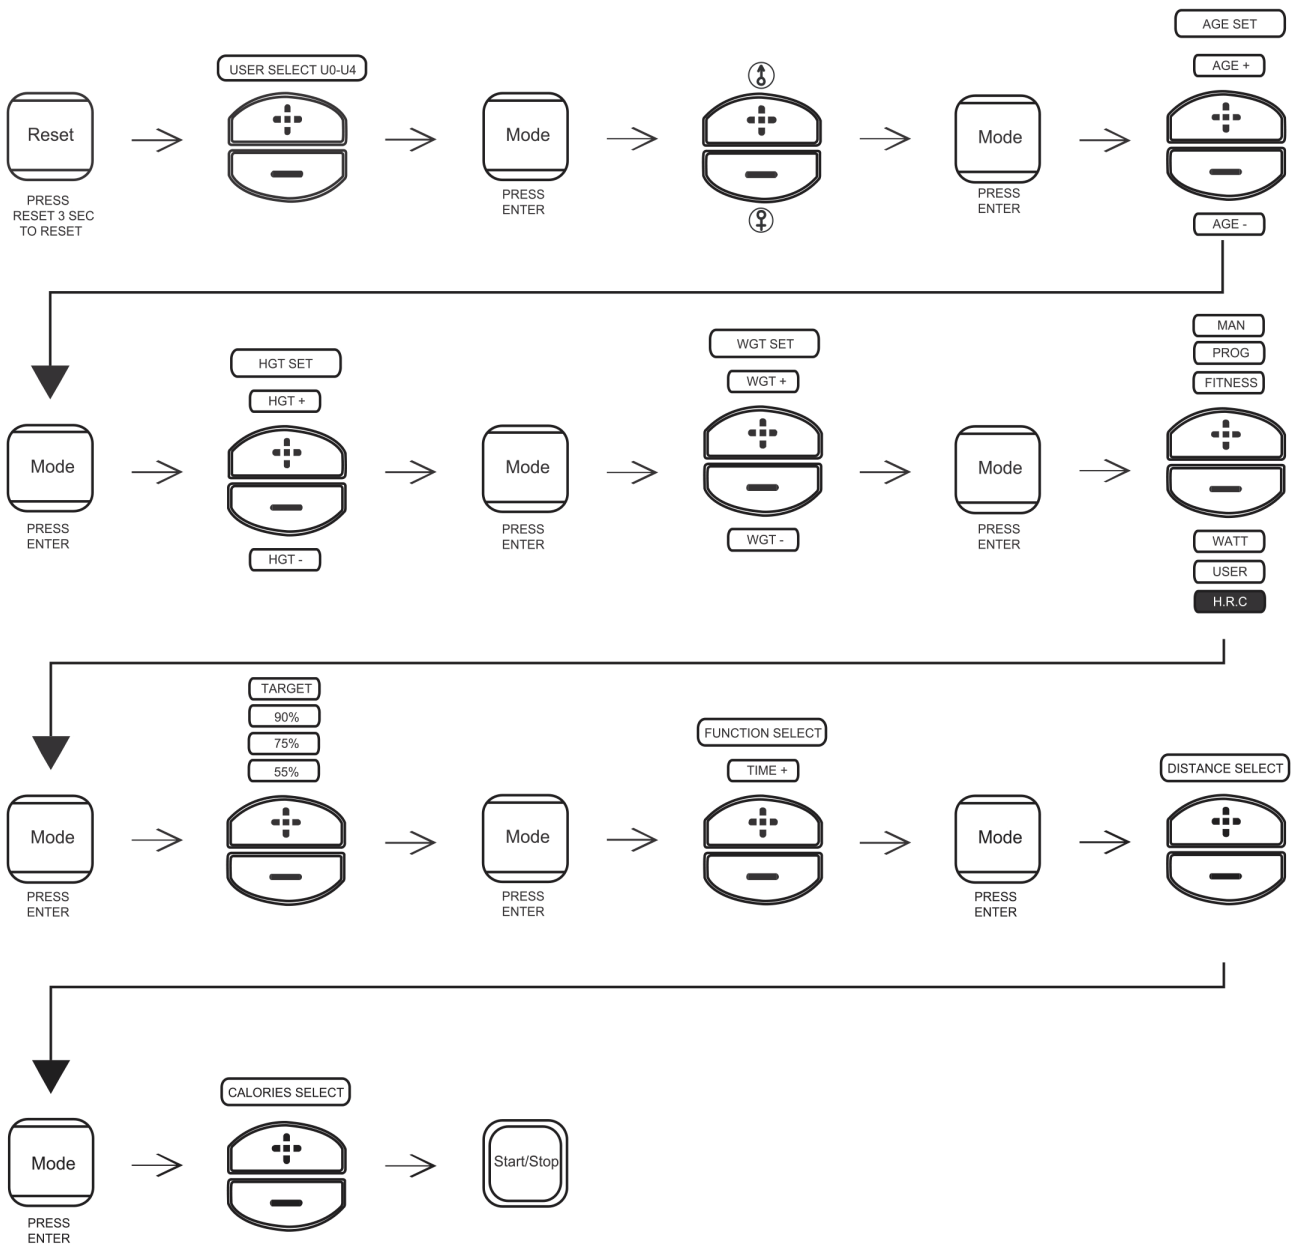 AGE SET
USER SELECT U0-U4
AGE +
Reset
Mode
Mode
PRESS
RESET 3 SEC
TO RESET
PRESS
ENTER
PRESS
ENTER
AGE -
HGT SET
HGT +
WGT SET
WGT +
MAN
PROG
FITNESS
Mode
Mode
Mode
PRESS
ENTER
HGT -
PRESS
ENTER
WGT -
PRESS
ENTER
WATT
USER
H.R.C
TARGET
90%
75%
55%
FUNCTION SELECT
TIME +
DISTANCE SELECT
Mode
Mode
Mode
PRESS
ENTER
PRESS
ENTER
PRESS
ENTER
CALORIES SELECT
Mode
Start/Stop
PRESS
ENTER